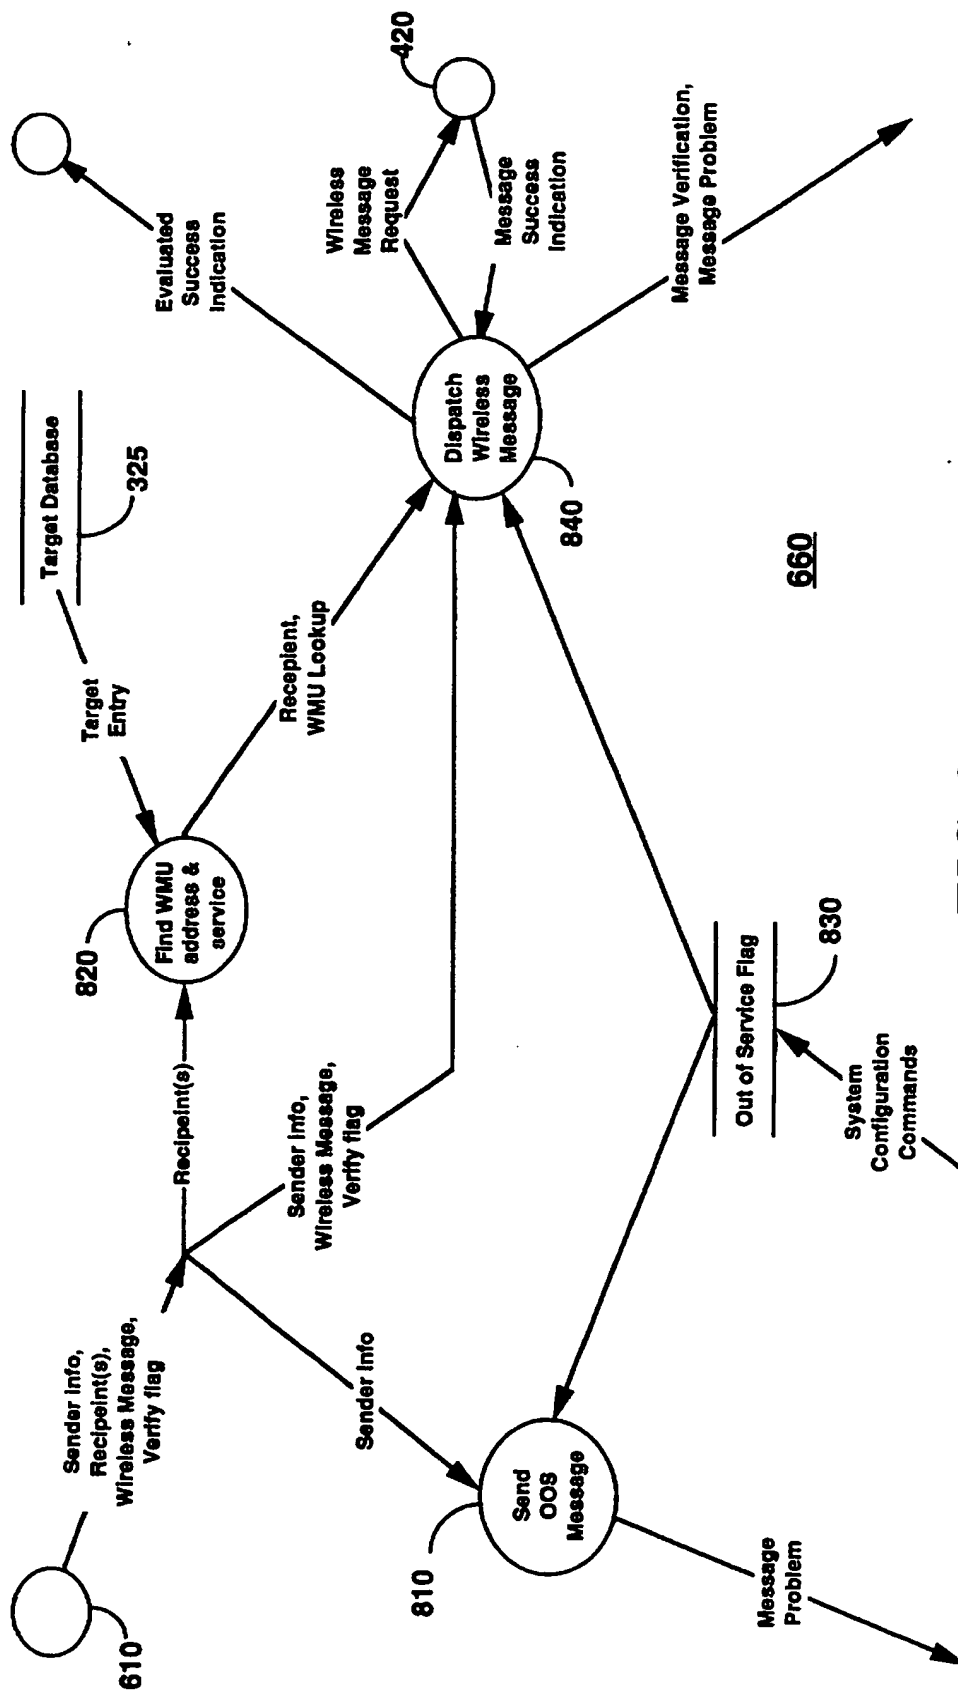 Sender Info,
Recipeint(s),
Wireless Message,
Verify flag
610
Recipeint(s)
820
Find WMU
address &
service
Target
Entry
Target Database
325
Recepient,
WMU Lookup
Evaluated
Success
Indication
Wireless
Message
Request
420
Message
Success
Indication
Sender Info,
Wireless Message,
Verify flag
Sender Info
Dispatch
Wireless
Message
840
Message Verification,
Message Problem
810
Send
OOS
Message
Message
Problem
Out of Service Flag
830
System
Configuration
Commands
660